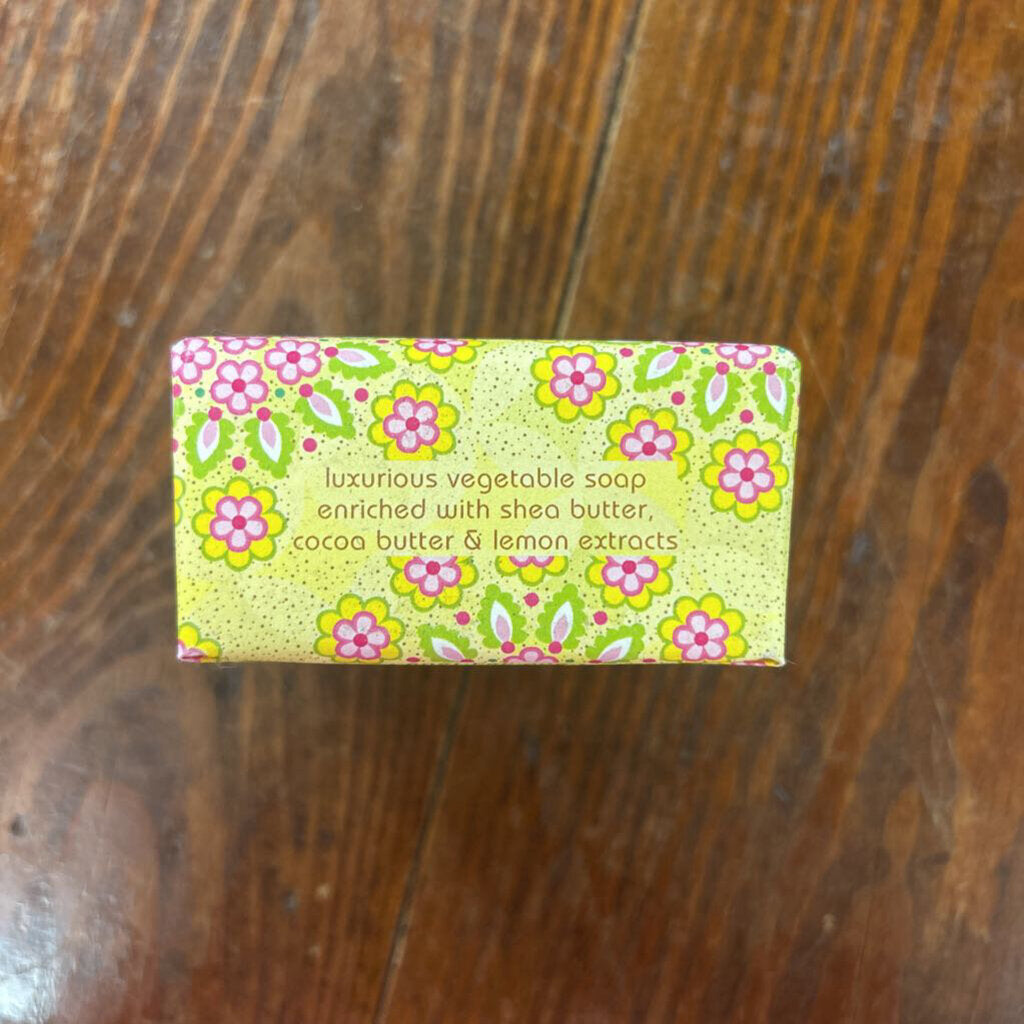 luxurious vegetable soap
enriched with shea butter,
cocoa butter & lemon extracts